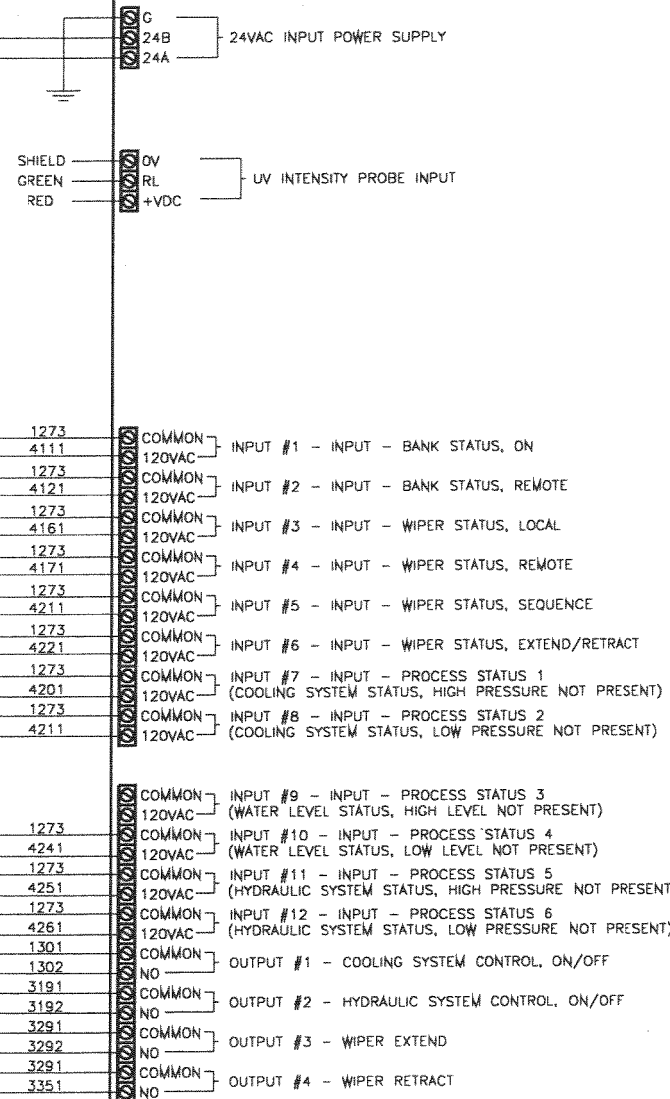 G
24B
24A
24VAC INPUT POWER SUPPLY
SHIELD 0V
GREEN RL
RED +VDC
UV INTENSITY PROBE INPUT
1273 COMMON
4111 120VAC
INPUT #1 – INPUT – BANK STATUS, ON
1273 COMMON
4121 120VAC
INPUT #2 – INPUT – BANK STATUS, REMOTE
1273 COMMON
4161 120VAC
INPUT #3 – INPUT – WIPER STATUS, LOCAL
1273 COMMON
4171 120VAC
INPUT #4 – INPUT – WIPER STATUS, REMOTE
1273 COMMON
4211 120VAC
INPUT #5 – INPUT – WIPER STATUS, SEQUENCE
1273 COMMON
4221 120VAC
INPUT #6 – INPUT – WIPER STATUS, EXTEND/RETRACT
1273 COMMON
4201 120VAC
INPUT #7 – INPUT – PROCESS STATUS 1
(COOLING SYSTEM STATUS, HIGH PRESSURE NOT PRESENT)
1273 COMMON
4211 120VAC
INPUT #8 – INPUT – PROCESS STATUS 2
(COOLING SYSTEM STATUS, LOW PRESSURE NOT PRESENT)
COMMON
120VAC
INPUT #9 – INPUT – PROCESS STATUS 3
(WATER LEVEL STATUS, HIGH LEVEL NOT PRESENT)
1273 COMMON
4241 120VAC
INPUT #10 – INPUT – PROCESS STATUS 4
(WATER LEVEL STATUS, LOW LEVEL NOT PRESENT)
1273 COMMON
4251 120VAC
INPUT #11 – INPUT – PROCESS STATUS 5
(HYDRAULIC SYSTEM STATUS, HIGH PRESSURE NOT PRESENT
1273 COMMON
4261 120VAC
INPUT #12 – INPUT – PROCESS STATUS 6
(HYDRAULIC SYSTEM STATUS, LOW PRESSURE NOT PRESENT)
1301 COMMON
1302 NO
OUTPUT #1 – COOLING SYSTEM CONTROL, ON/OFF
3191 COMMON
3192 NO
OUTPUT #2 – HYDRAULIC SYSTEM CONTROL, ON/OFF
3291 COMMON
3292 NO
OUTPUT #3 – WIPER EXTEND
3291 COMMON
3351 NO
OUTPUT #4 – WIPER RETRACT